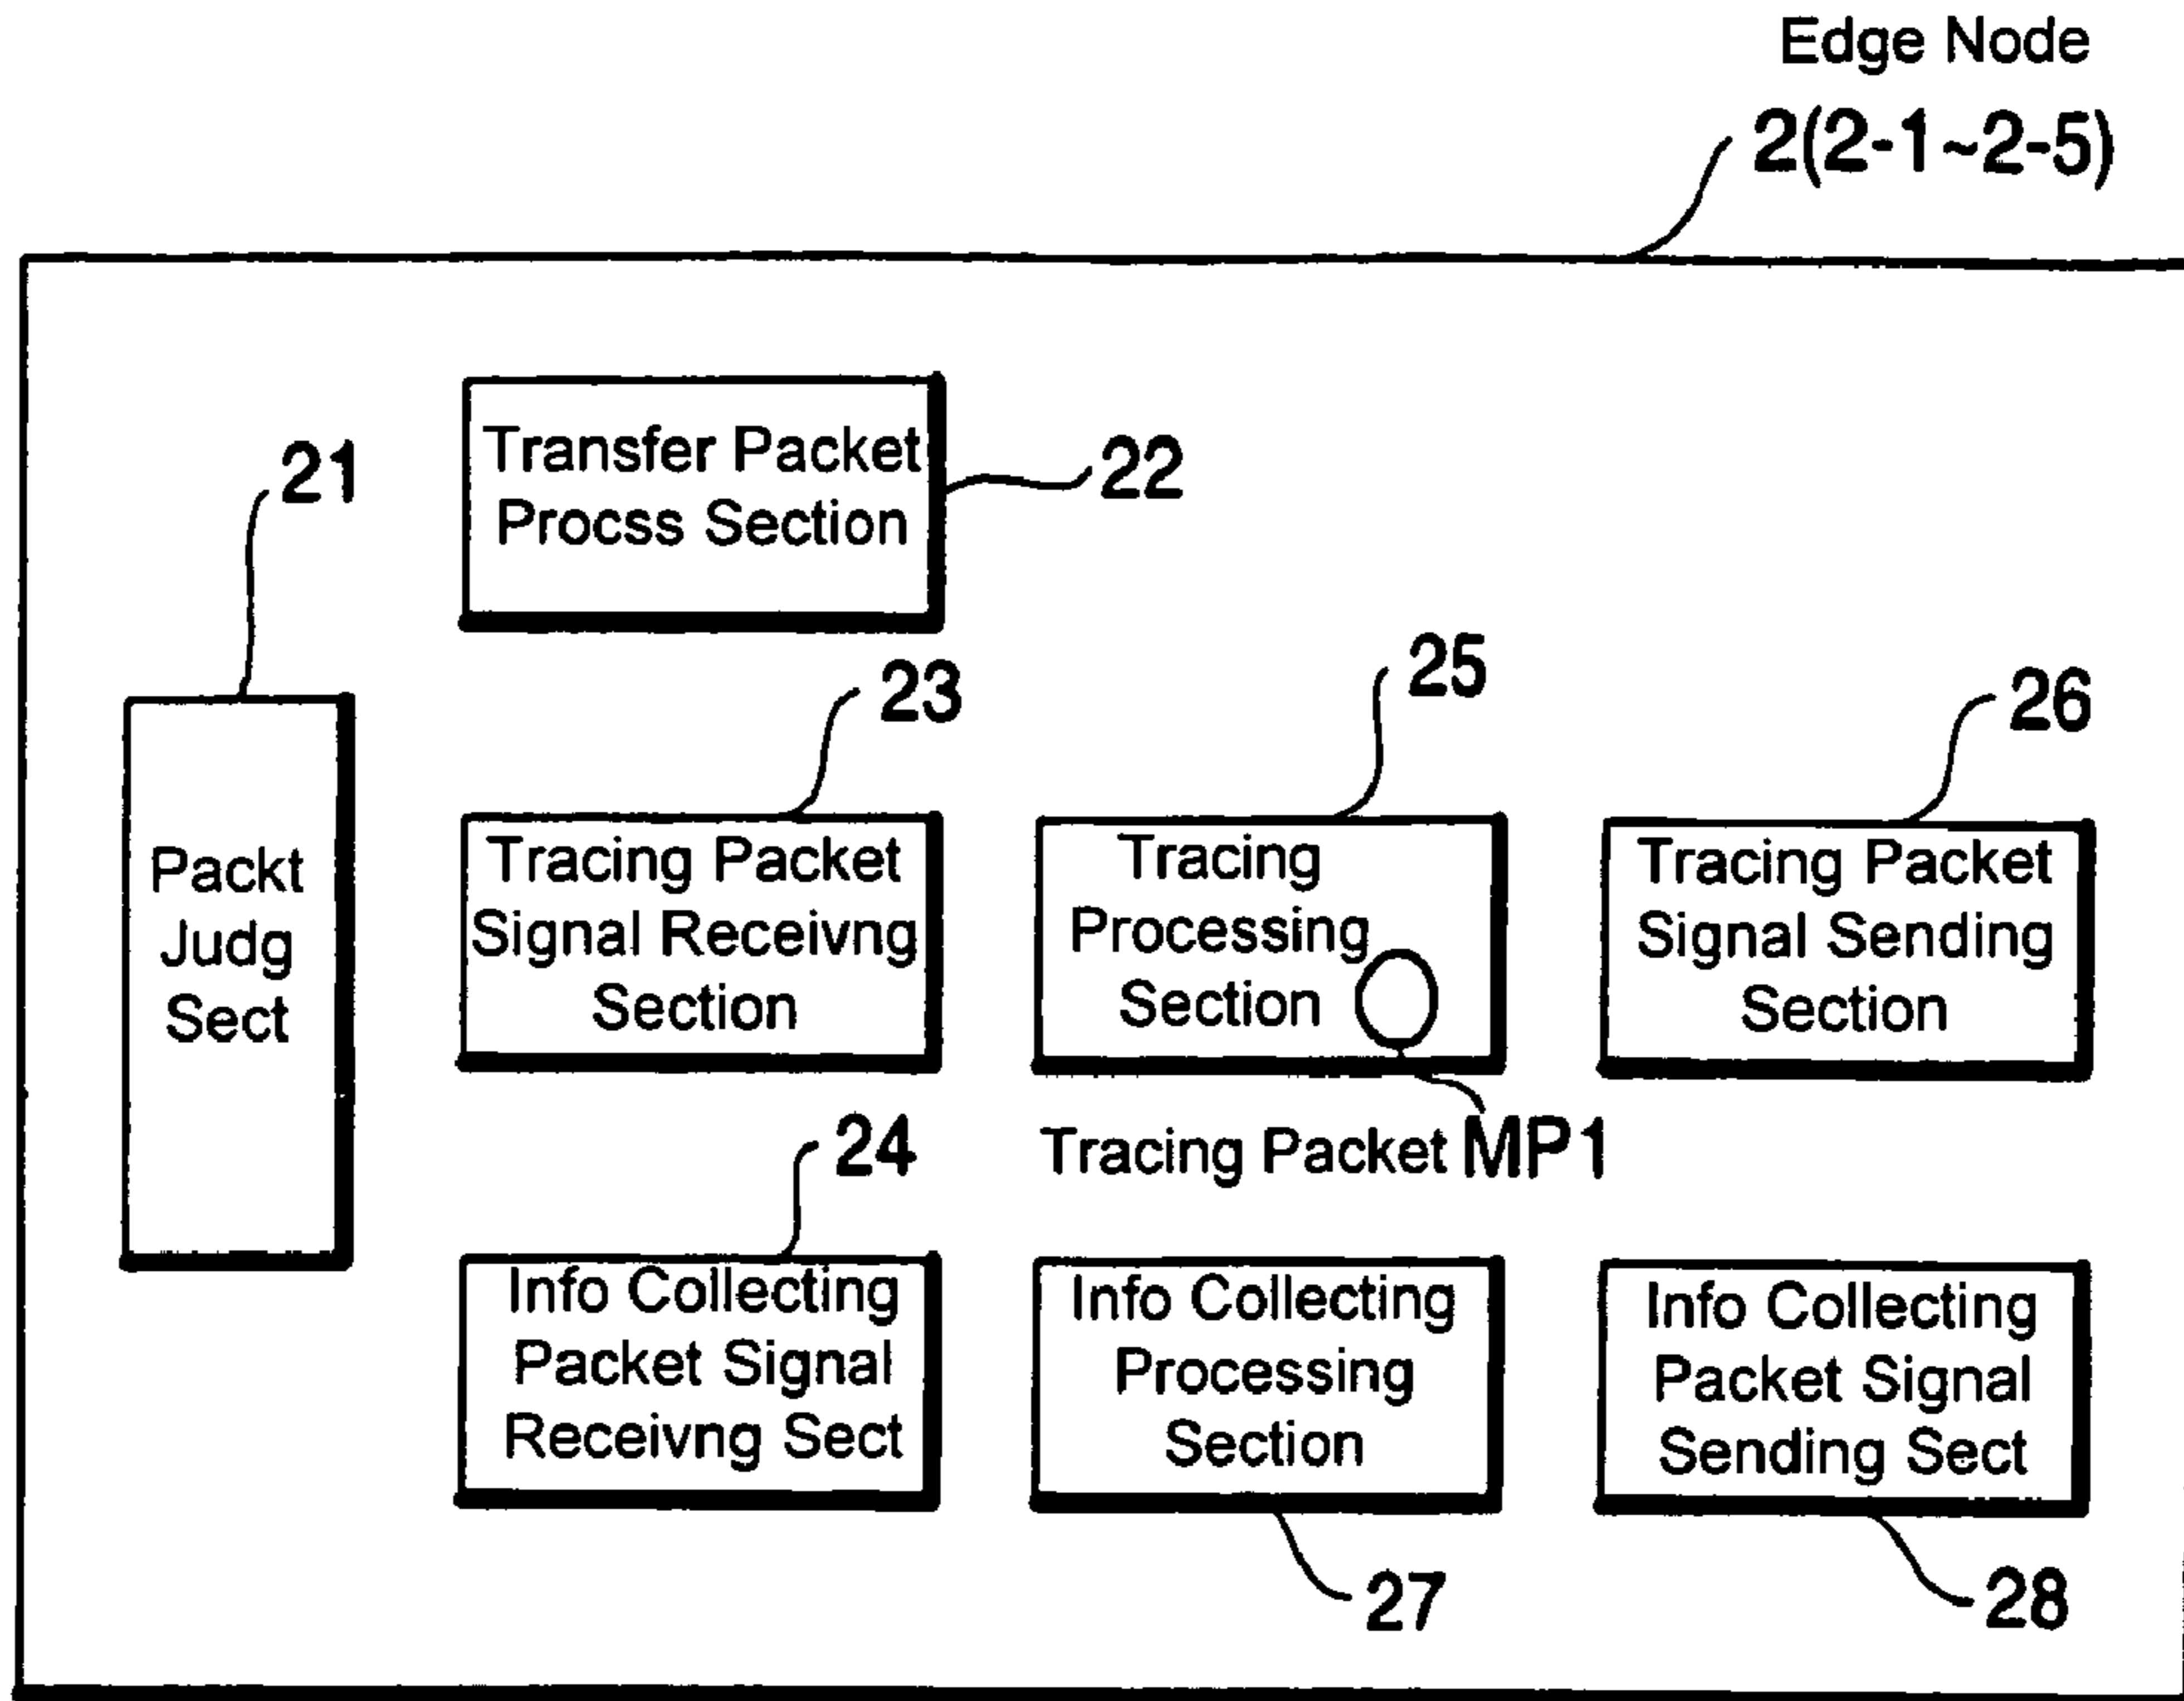 Edge Node
2(2-1~2-5)
21
Transfer Packet
Procss Section
22
23
25
26
Packt
Judg
Sect
Tracing Packet
Signal Receivng
Section
Tracing
Processing
Section
Tracing Packet
Signal Sending
Section
Tracing Packet MP1
24
Info Collecting
Packet Signal
Receivng Sect
Info Collecting
Processing
Section
Info Collecting
Packet Signal
Sending Sect
27
28